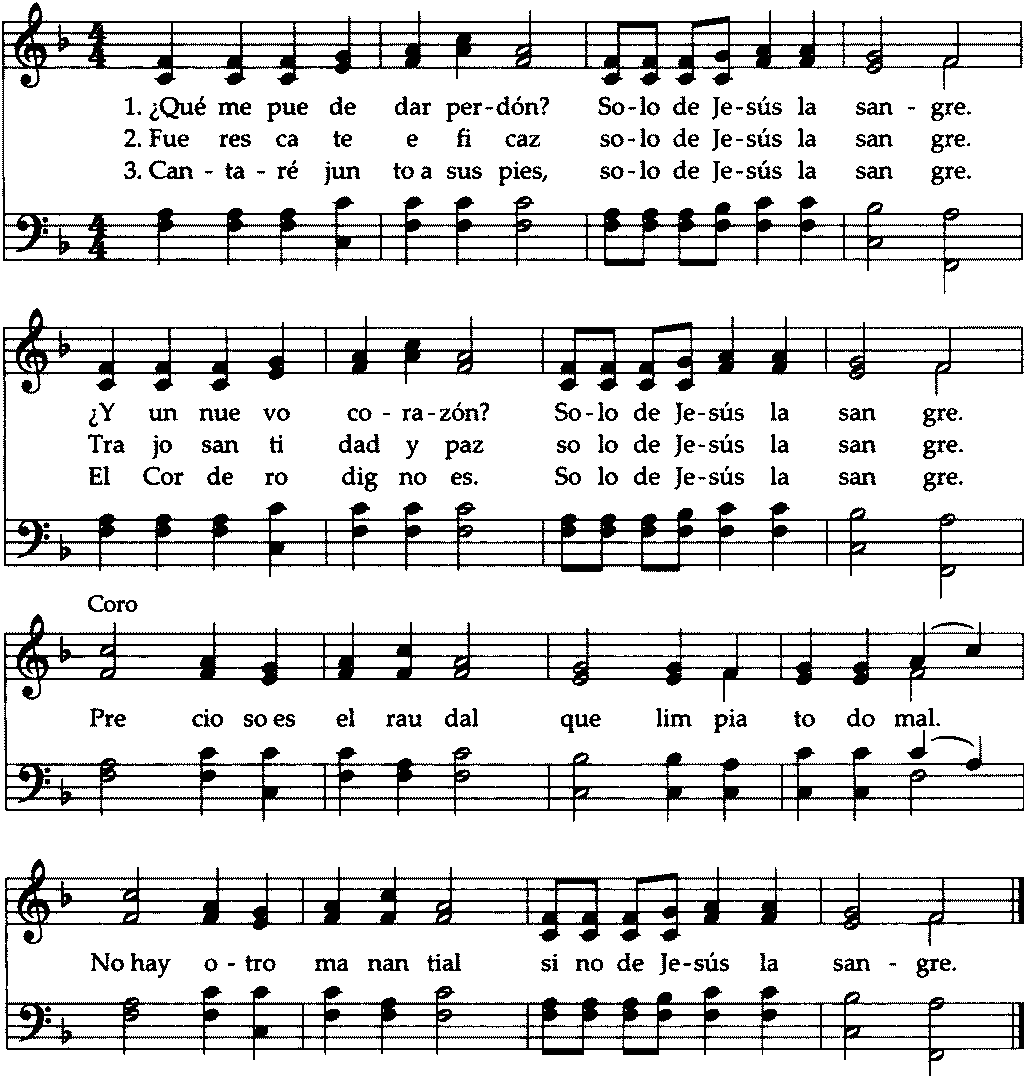 1. ¿Qué me pue de dar per-dón? So-lo de Je-sús la san - gre.
2. Fue res ca te e fi caz so-lo de Je-sús la san gre.
3. Can - ta - ré jun to a sus pies, so-lo de Je-sús la san gre.
¿Y un nue vo co - ra - zón? So-lo de Je-sús la san gre.
Tra jo san ti dad y paz so lo de Je-sús la san gre.
El Cor de ro dig no es. So lo de Je-sús la san gre.
Coro
Pre cio so es el rau dal que lim pia to do mal.
No hay o - tro ma nan tial si no de Je-sús la san - gre.